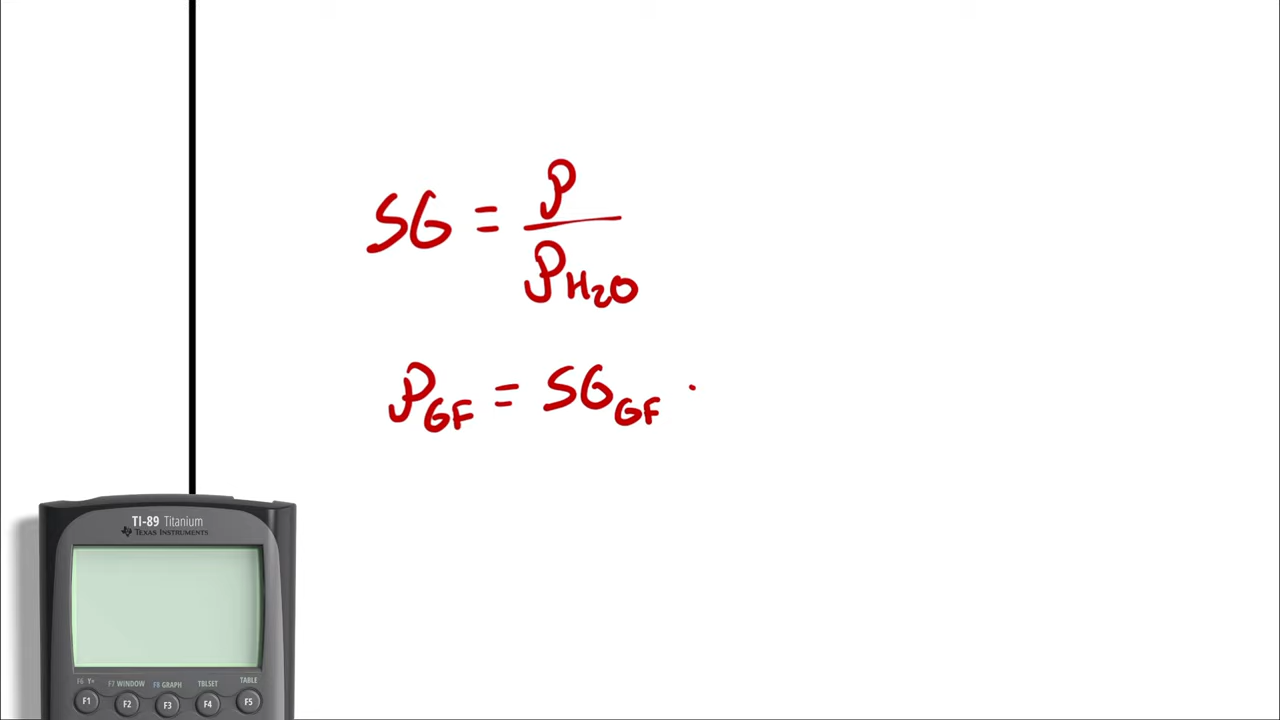 SG = ρ / ρH₂O
ρGF = SGGF ·
TI-89 Titanium
TEXAS INSTRUMENTS
F6 Y= F7 WINDOW F8 GRAPH TBLSET TABLE
F1 F2 F3 F4 F5